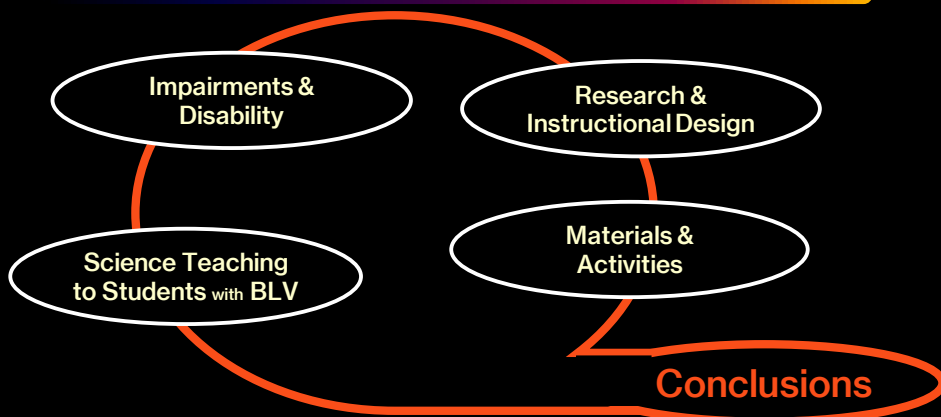 Impairments &
Disability
Research &
Instructional Design
Science Teaching
to Students with BLV
Materials &
Activities
Conclusions